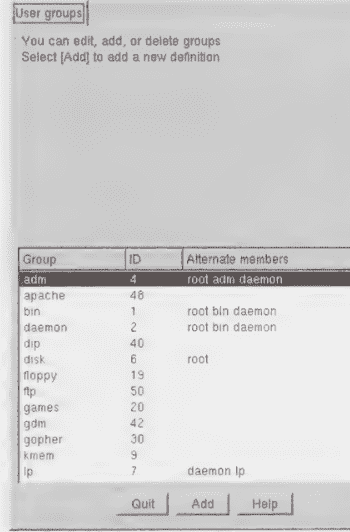 User groups
You can edit, add, or delete groups
Select [Add] to add a new definition
Group ID Alternate members
adm 4 root adm daemon
apache 48
bin 1 root bin daemon
daemon 2 root bin daemon
dip 40
disk 6 root
floppy 19
ftp 50
games 20
gdm 42
gopher 30
kmem 9
lp 7 daemon lp
Quit Add Help